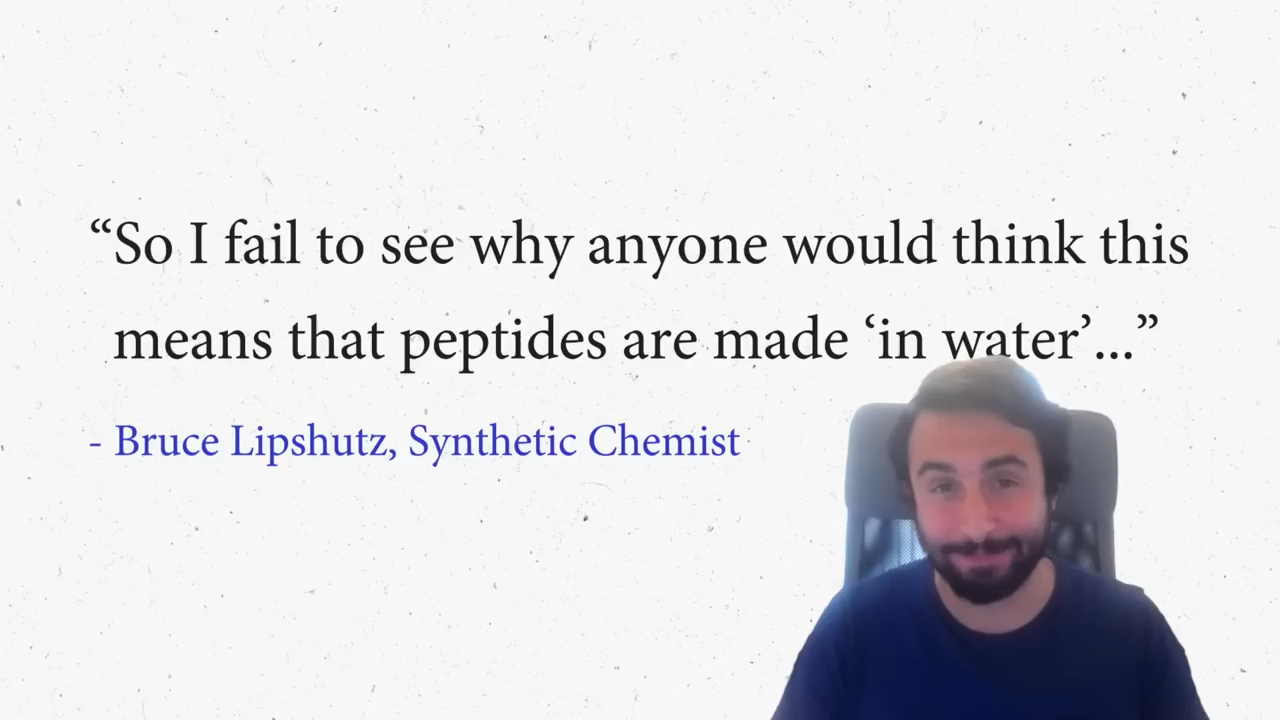 “So I fail to see why anyone would think this
means that peptides are made ‘in water’...”
- Bruce Lipshutz, Synthetic Chemist